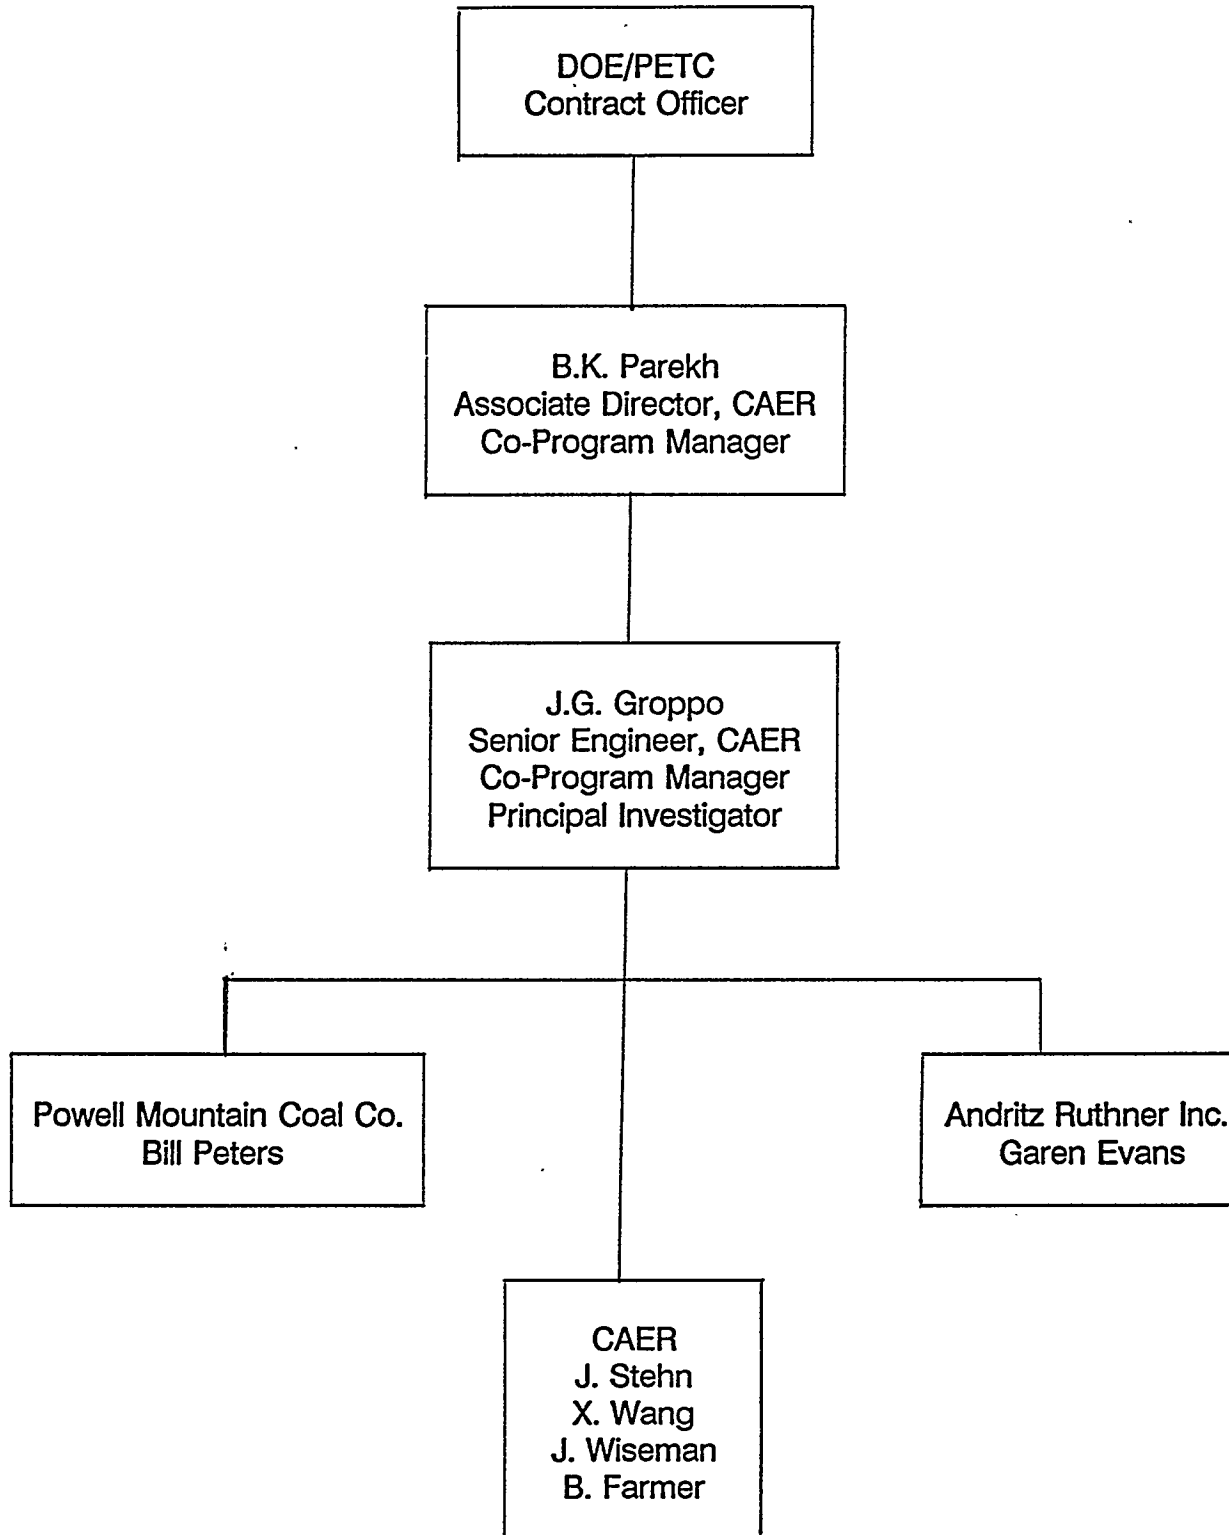 DOE/PETC
Contract Officer
B.K. Parekh
Associate Director, CAER
Co-Program Manager
J.G. Groppo
Senior Engineer, CAER
Co-Program Manager
Principal Investigator
Powell Mountain Coal Co.
Bill Peters
Andritz Ruthner Inc.
Garen Evans
CAER
J. Stehn
X. Wang
J. Wiseman
B. Farmer